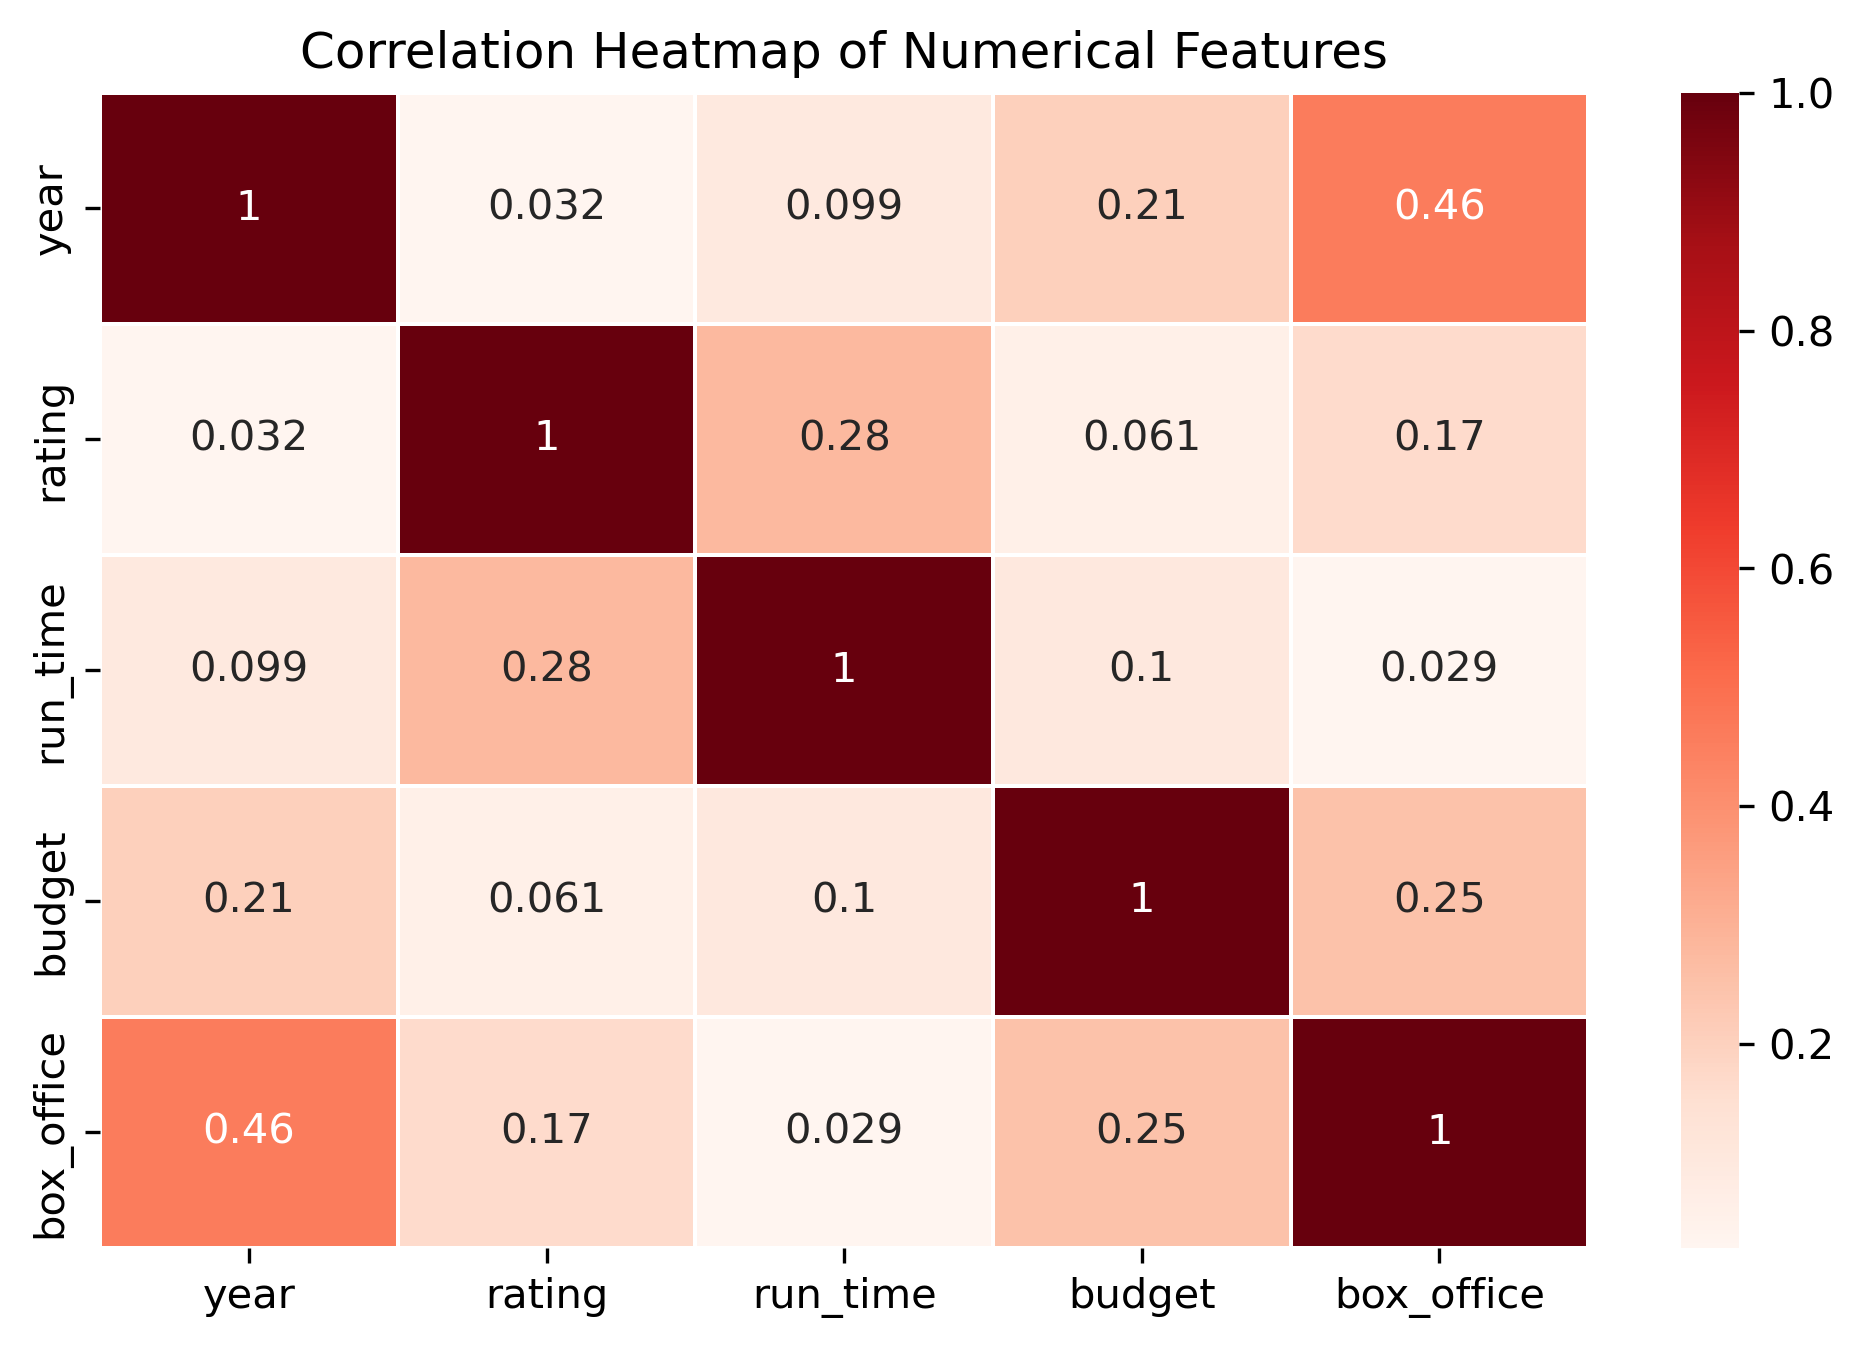 Correlation Heatmap of Numerical Features
year
1
0.032
0.099
0.21
0.46
rating
0.032
1
0.28
0.061
0.17
run_time
0.099
0.28
1
0.1
0.029
budget
0.21
0.061
0.1
1
0.25
box_office
0.46
0.17
0.029
0.25
1
year
rating
run_time
budget
box_office
1.0
0.8
0.6
0.4
0.2